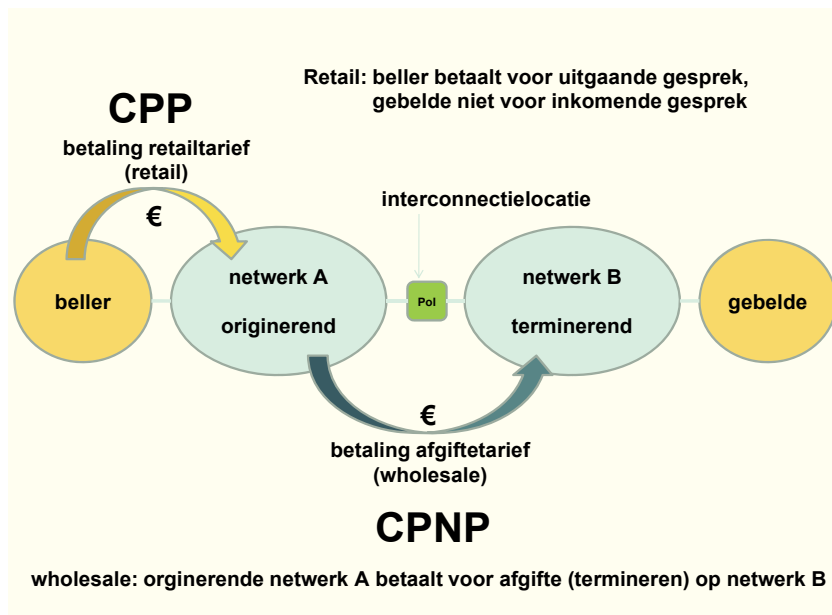 Retail: beller betaalt voor uitgaande gesprek,
gebelde niet voor inkomende gesprek
CPP
betaling retailtarief
(retail)
€
interconnectielocatie
beller
netwerk A
originerend
PoI
netwerk B
terminerend
gebelde
€
betaling afgiftetarief
(wholesale)
CPNP
wholesale: orginerende netwerk A betaalt voor afgifte (termineren) op netwerk B